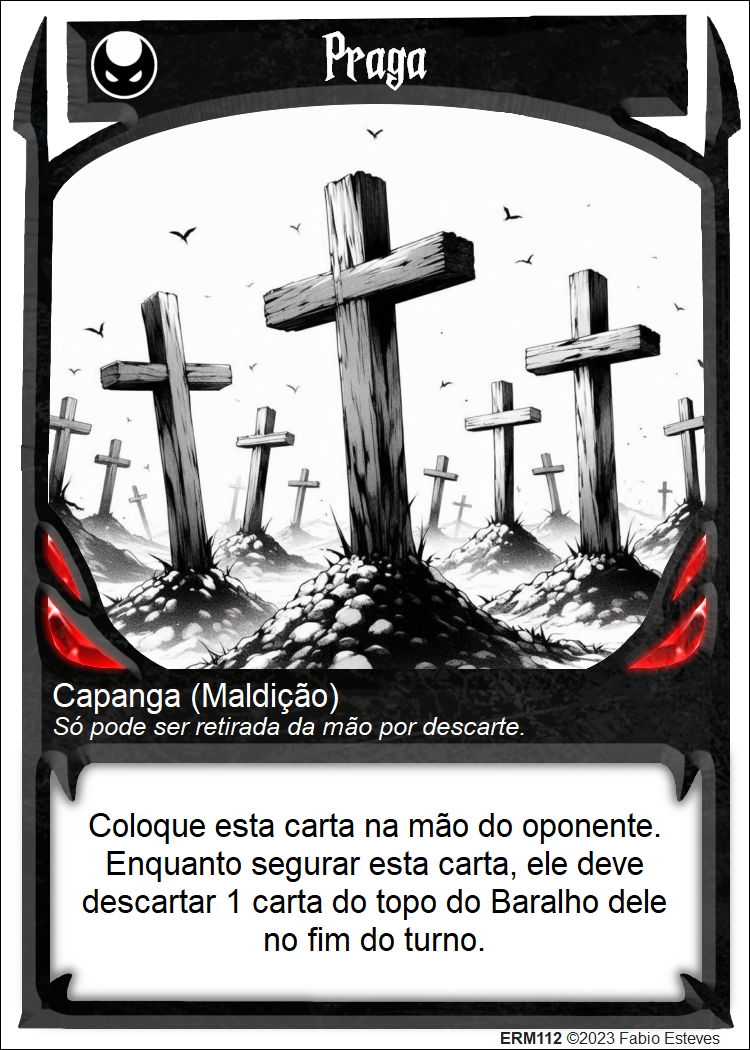 Praga
Capanga (Maldição)
Só pode ser retirada da mão por descarte.
Coloque esta carta na mão do oponente.
Enquanto segurar esta carta, ele deve
descartar 1 carta do topo do Baralho dele
no fim do turno.
ERM112 ©2023 Fabio Esteves